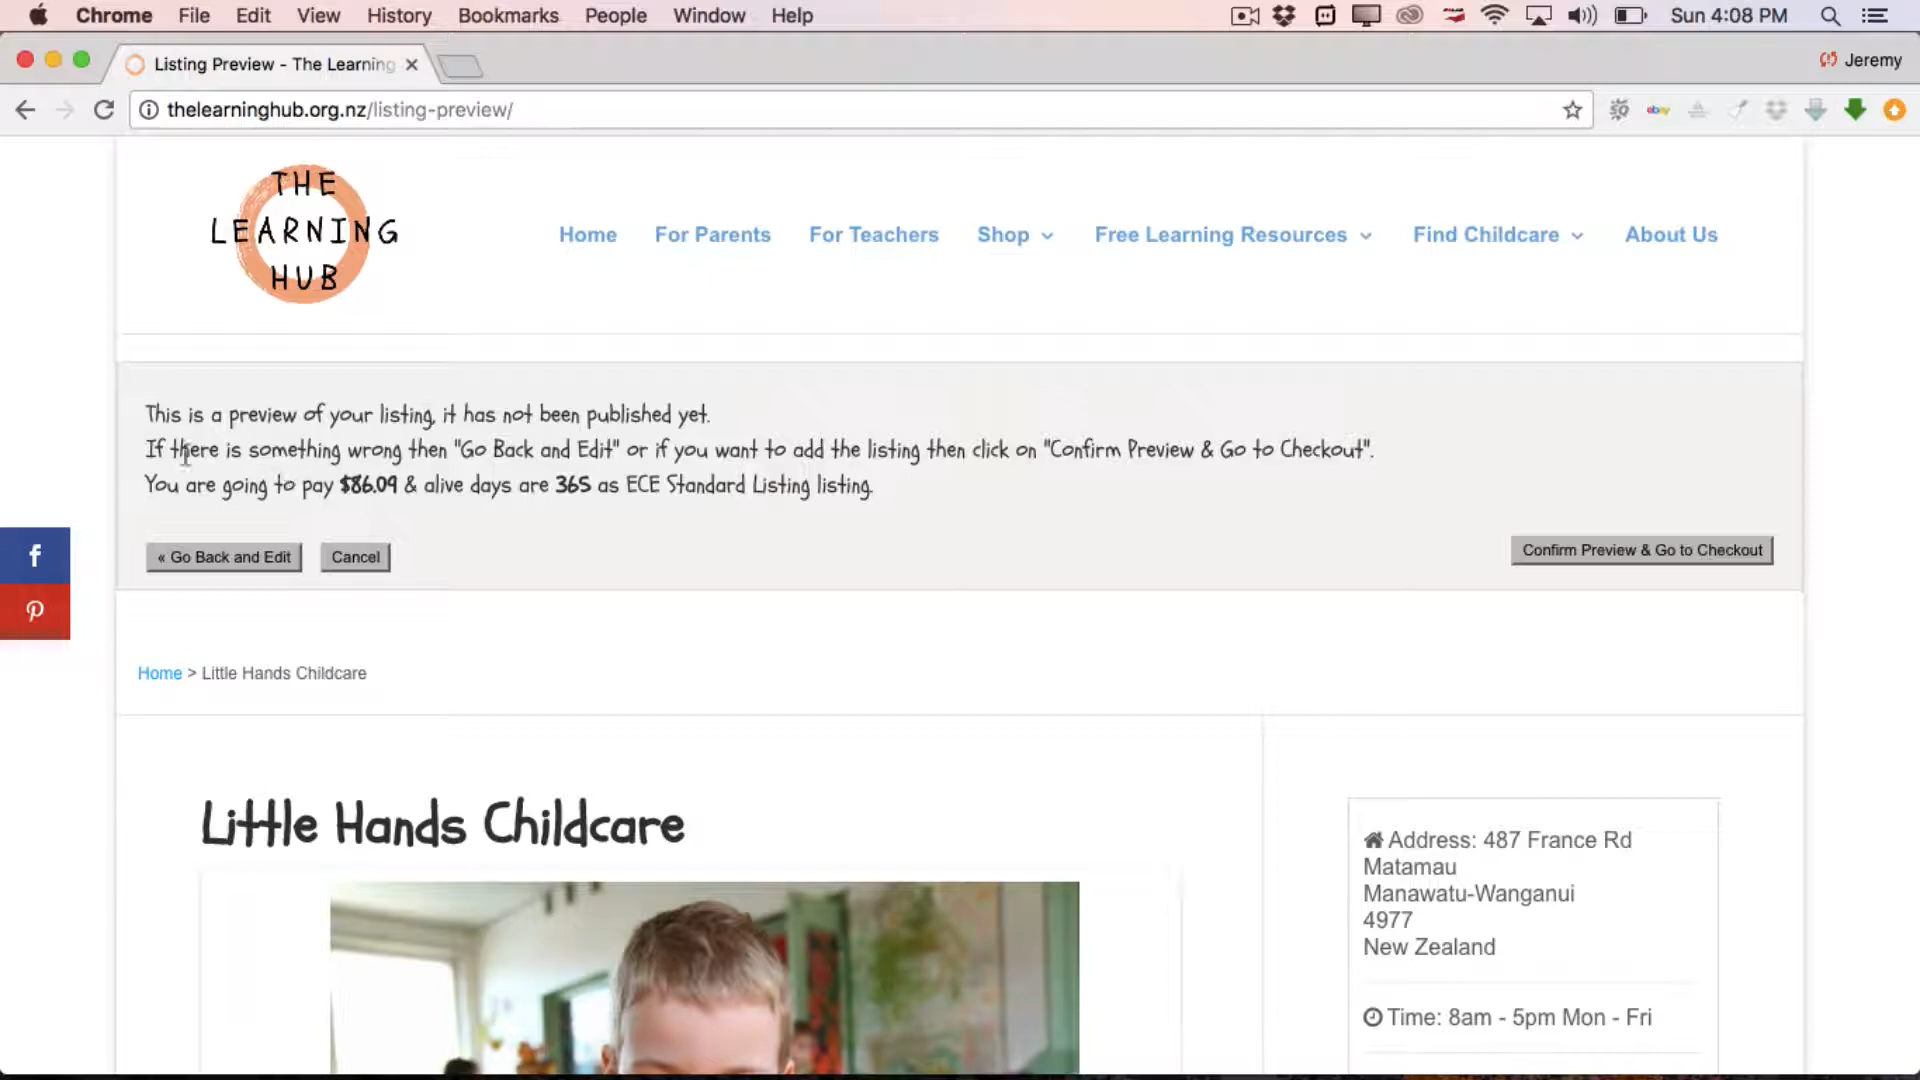 Chrome File Edit View History Bookmarks People Window Help Sun 4:08 PM
Listing Preview - The Learning Jeremy
thelearninghub.org.nz/listing-preview/ ebay
THE
LEARNING
HUB
Home For Parents For Teachers Shop Free Learning Resources Find Childcare About Us
This is a preview of your listing, it has not been published yet.
If there is something wrong then "Go Back and Edit" or if you want to add the listing then click on "Confirm Preview & Go to Checkout".
You are going to pay $86.09 & alive days are 365 as ECE Standard Listing listing.
« Go Back and Edit Cancel Confirm Preview & Go to Checkout
Home > Little Hands Childcare
Little Hands Childcare
Address: 487 France Rd
Matamau
Manawatu-Wanganui
4977
New Zealand
Time: 8am - 5pm Mon - Fri